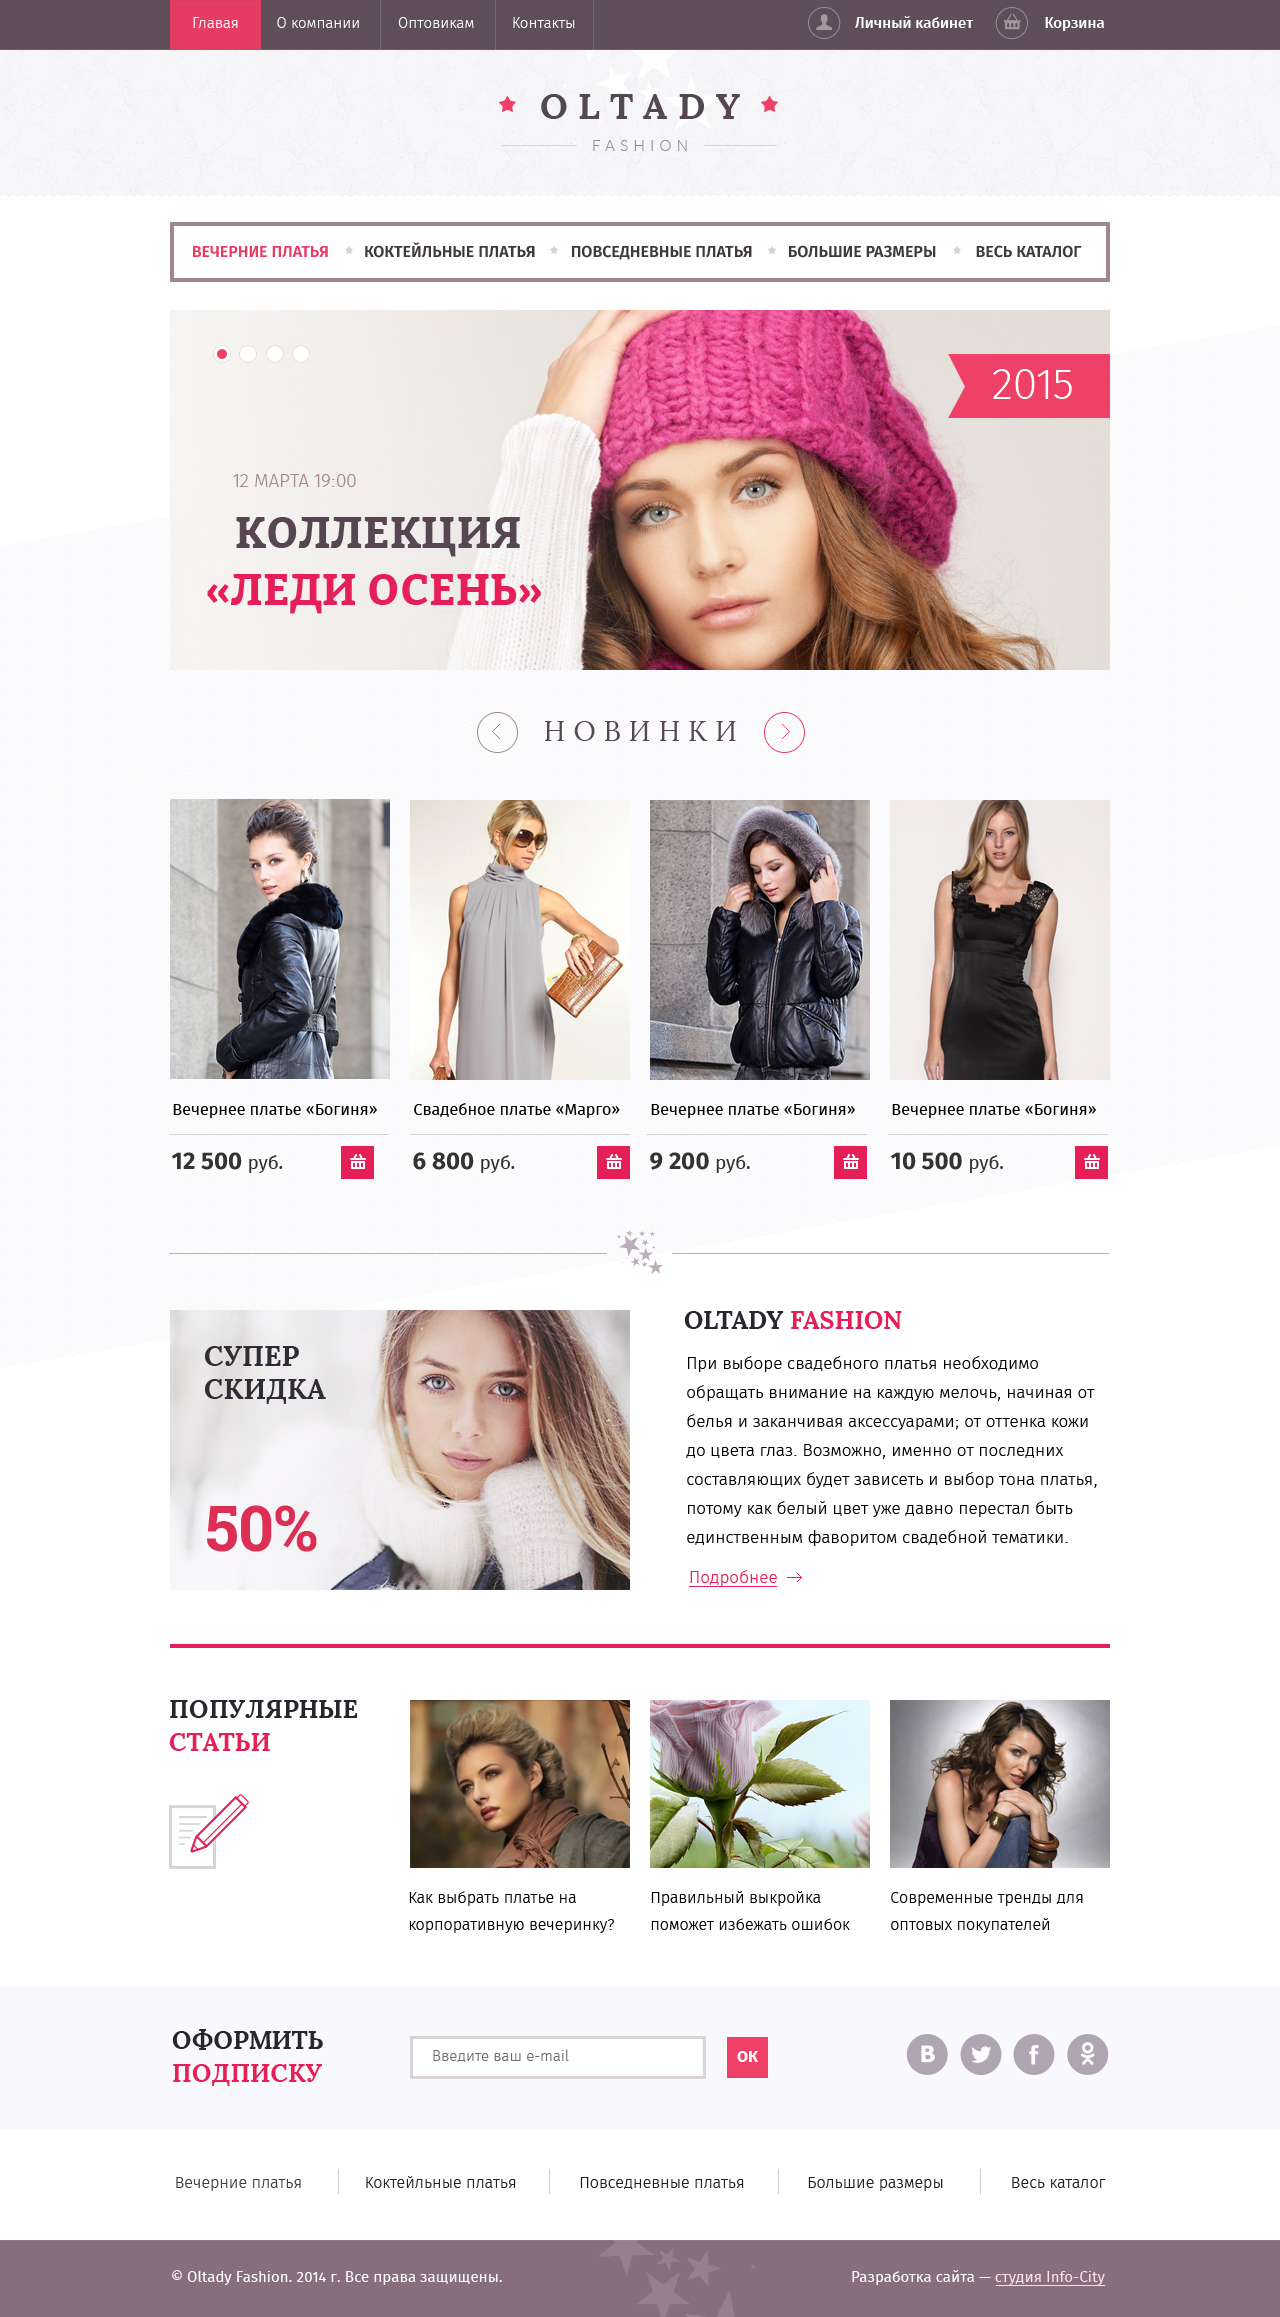 Главая
О компании
Оптовикам
Контакты
Личный кабинет
Корзина
OLTADY
FASHION
ВЕЧЕРНИЕ ПЛАТЬЯ
КОКТЕЙЛЬНЫЕ ПЛАТЬЯ
ПОВСЕДНЕВНЫЕ ПЛАТЬЯ
БОЛЬШИЕ РАЗМЕРЫ
ВЕСЬ КАТАЛОГ
2015
12 МАРТА 19:00
КОЛЛЕКЦИЯ
«ЛЕДИ ОСЕНЬ»
НОВИНКИ
Вечернее платье «Богиня»
12 500 руб.
Свадебное платье «Марго»
6 800 руб.
Вечернее платье «Богиня»
9 200 руб.
Вечернее платье «Богиня»
10 500 руб.
СУПЕР
СКИДКА
50%
OLTADY FASHION
При выборе свадебного платья необходимо
обращать внимание на каждую мелочь, начиная от
белья и заканчивая аксессуарами; от оттенка кожи
до цвета глаз. Возможно, именно от последних
составляющих будет зависеть и выбор тона платья,
потому как белый цвет уже давно перестал быть
единственным фаворитом свадебной тематики.
Подробнее
ПОПУЛЯРНЫЕ
СТАТЬИ
Как выбрать платье на
корпоративную вечеринку?
Правильный выкройка
поможет избежать ошибок
Современные тренды для
оптовых покупателей
ОФОРМИТЬ
ПОДПИСКУ
Введите ваш e-mail
ОК
Вечерние платья
Коктейльные платья
Повседневные платья
Большие размеры
Весь каталог
© Oltady Fashion. 2014 г. Все права защищены.
Разработка сайта — студия Info-City